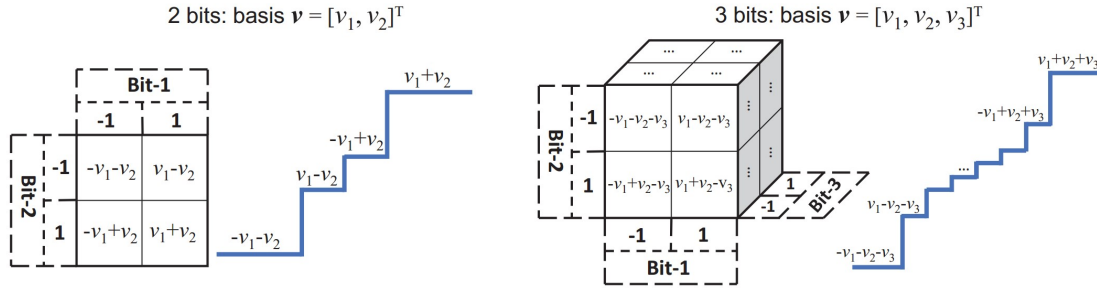 2 bits: basis v = [v₁, v₂]ᵀ
Bit-1
-1 1
Bit-2
-1
1
-v₁-v₂ v₁-v₂
-v₁+v₂ v₁+v₂
v₁+v₂
-v₁+v₂
v₁-v₂
-v₁-v₂
3 bits: basis v = [v₁, v₂, v₃]ᵀ
... ...
... ...
Bit-2
-1
1
-v₁-v₂-v₃ v₁-v₂-v₃
-v₁+v₂-v₃ v₁+v₂-v₃
... ...
... ...
-1 1
Bit-1
1
-1
Bit-3
v₁+v₂+v₃
-v₁+v₂+v₃
...
v₁-v₂-v₃
-v₁-v₂-v₃